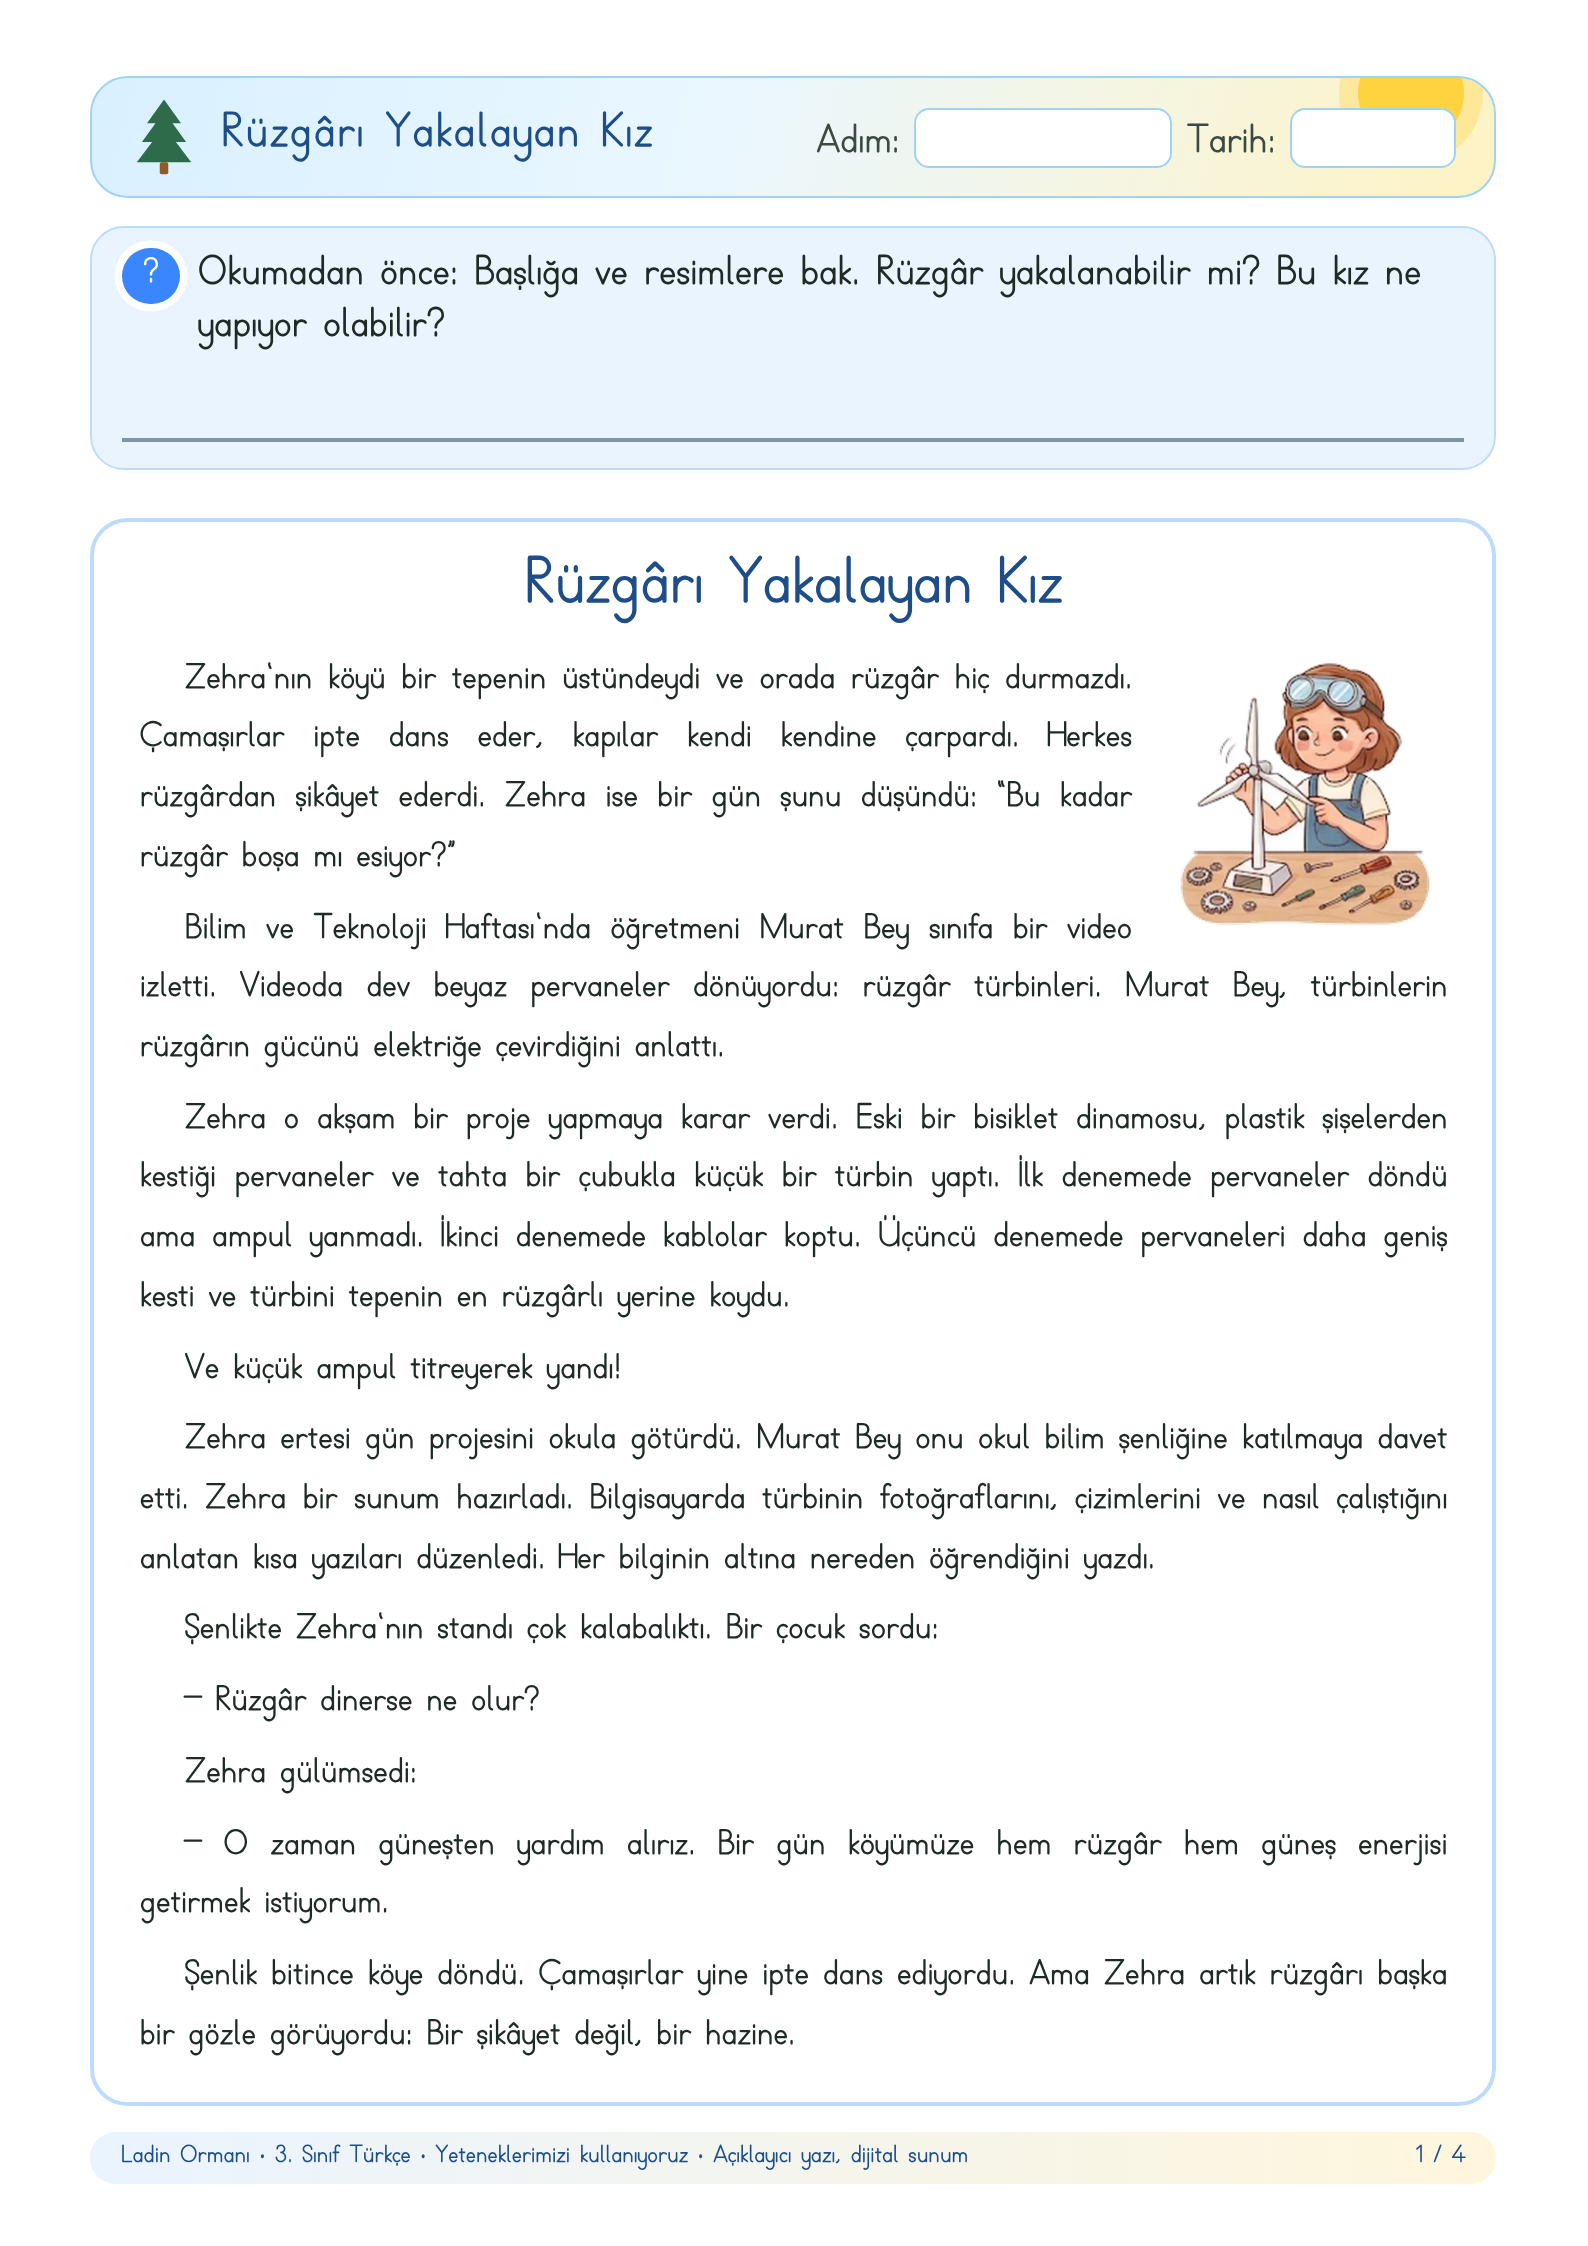 Rüzgârı Yakalayan Kız
Adım:
Tarih:
?
Okumadan önce: Başlığa ve resimlere bak. Rüzgâr yakalanabilir mi? Bu kız ne
yapıyor olabilir?
Rüzgârı Yakalayan Kız
Zehra'nın köyü bir tepenin üstündeydi ve orada rüzgâr hiç durmazdı.
Çamaşırlar ipte dans eder, kapılar kendi kendine çarpardı. Herkes
rüzgârdan şikâyet ederdi. Zehra ise bir gün şunu düşündü: “Bu kadar
rüzgâr boşa mı esiyor?”
Bilim ve Teknoloji Haftası'nda öğretmeni Murat Bey sınıfa bir video
izletti. Videoda dev beyaz pervaneler dönüyordu: rüzgâr türbinleri. Murat Bey, türbinlerin
rüzgârın gücünü elektriğe çevirdiğini anlattı.
Zehra o akşam bir proje yapmaya karar verdi. Eski bir bisiklet dinamosu, plastik şişelerden
kestiği pervaneler ve tahta bir çubukla küçük bir türbin yaptı. İlk denemede pervaneler döndü
ama ampul yanmadı. İkinci denemede kablolar koptu. Üçüncü denemede pervaneleri daha geniş
kesti ve türbini tepenin en rüzgârlı yerine koydu.
Ve küçük ampul titreyerek yandı!
Zehra ertesi gün projesini okula götürdü. Murat Bey onu okul bilim şenliğine katılmaya davet
etti. Zehra bir sunum hazırladı. Bilgisayarda türbinin fotoğraflarını, çizimlerini ve nasıl çalıştığını
anlatan kısa yazıları düzenledi. Her bilginin altına nereden öğrendiğini yazdı.
Şenlikte Zehra'nın standı çok kalabalıktı. Bir çocuk sordu:
– Rüzgâr dinerse ne olur?
Zehra gülümsedi:
– O zaman güneşten yardım alırız. Bir gün köyümüze hem rüzgâr hem güneş enerjisi
getirmek istiyorum.
Şenlik bitince köye döndü. Çamaşırlar yine ipte dans ediyordu. Ama Zehra artık rüzgârı başka
bir gözle görüyordu: Bir şikâyet değil, bir hazine.
Ladin Ormanı • 3. Sınıf Türkçe • Yeteneklerimizi kullanıyoruz • Açıklayıcı yazı, dijital sunum
1 / 4